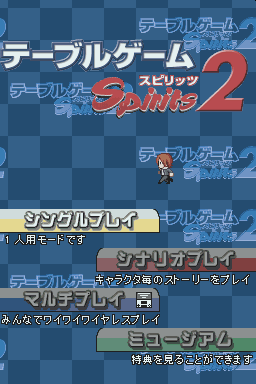 テーブルゲーム
スピリッツ
Spirits 2
シングルプレイ
1人用モードです
シナリオプレイ
キャラクタ毎のストーリーをプレイ
マルチプレイ
みんなでワイワイワイヤレスプレイ
ミュージアム
特典を見ることができます